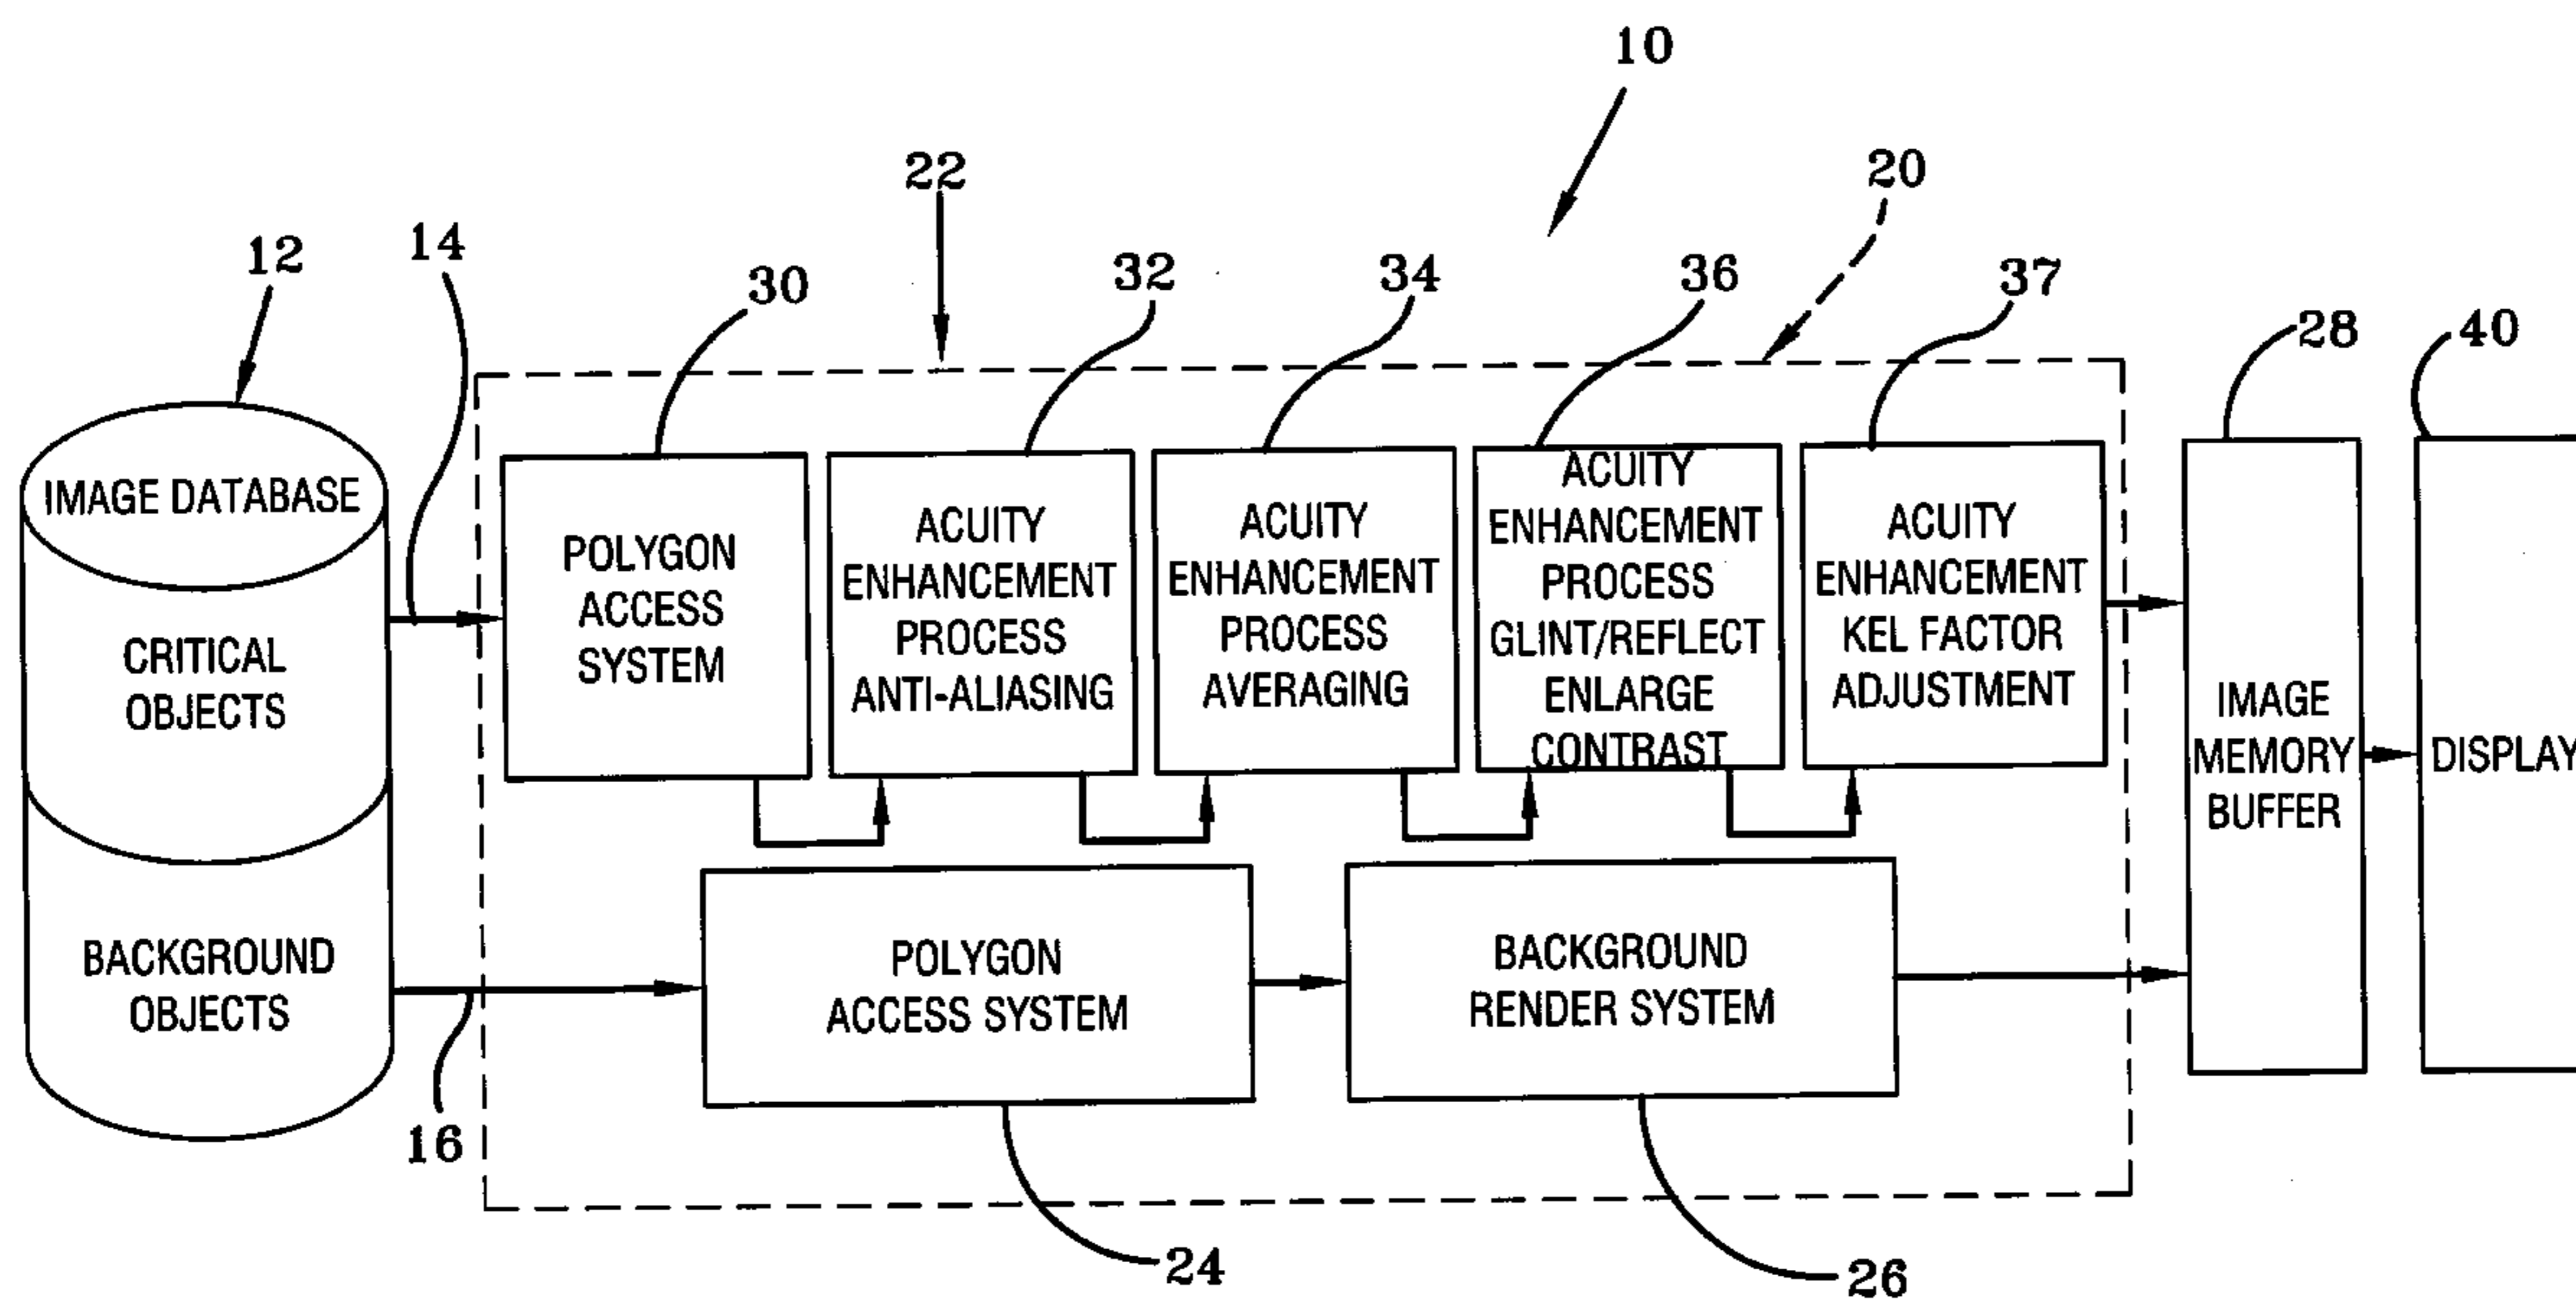 10
22
20
14
12
32
34
36
37
30
28
40
IMAGE DATABASE
CRITICAL
OBJECTS
BACKGROUND
OBJECTS
POLYGON
ACCESS
SYSTEM
ACUITY
ENHANCEMENT
PROCESS
ANTI-ALIASING
ACUITY
ENHANCEMENT
PROCESS
AVERAGING
ACUITY
ENHANCEMENT
PROCESS
GLINT/REFLECT
ENLARGE
CONTRAST
ACUITY
ENHANCEMENT
KEL FACTOR
ADJUSTMENT
IMAGE
MEMORY
BUFFER
DISPLAY
POLYGON
ACCESS SYSTEM
BACKGROUND
RENDER SYSTEM
16
24
26